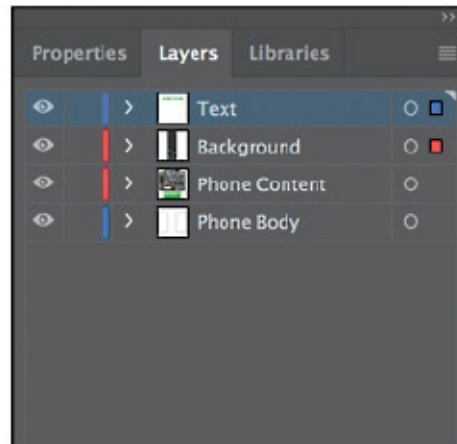 Properties Layers Libraries
Text
Background
Phone Content
Phone Body